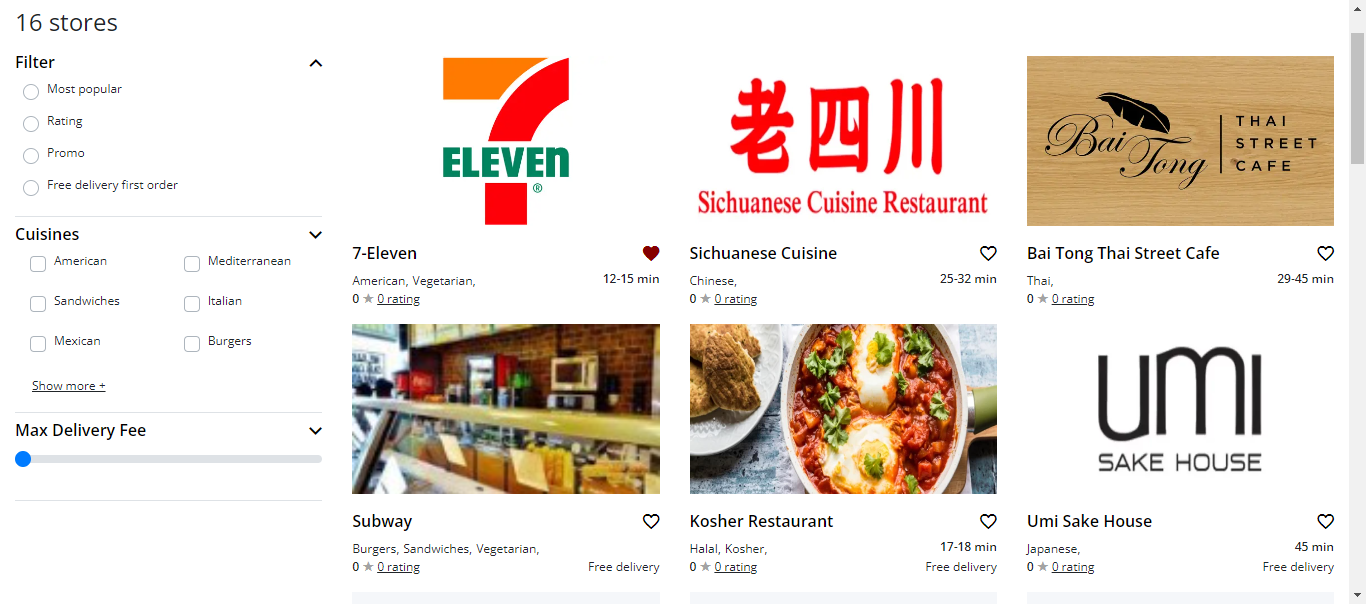 16 stores
Filter
Most popular
Rating
Promo
Free delivery first order
Cuisines
American
Mediterranean
Sandwiches
Italian
Mexican
Burgers
Show more +
Max Delivery Fee
7
ELEVEn
®
7-Eleven
American, Vegetarian,
12-15 min
0 ★ 0 rating
老四川
Sichuanese Cuisine Restaurant
Sichuanese Cuisine
Chinese,
25-32 min
0 ★ 0 rating
Bai Tong
THAI
STREET
CAFE
Bai Tong Thai Street Cafe
Thai,
29-45 min
0 ★ 0 rating
Subway
Burgers, Sandwiches, Vegetarian,
0 ★ 0 rating
Free delivery
Kosher Restaurant
Halal, Kosher,
17-18 min
0 ★ 0 rating
Free delivery
umi
SAKE HOUSE
Umi Sake House
Japanese,
45 min
0 ★ 0 rating
Free delivery